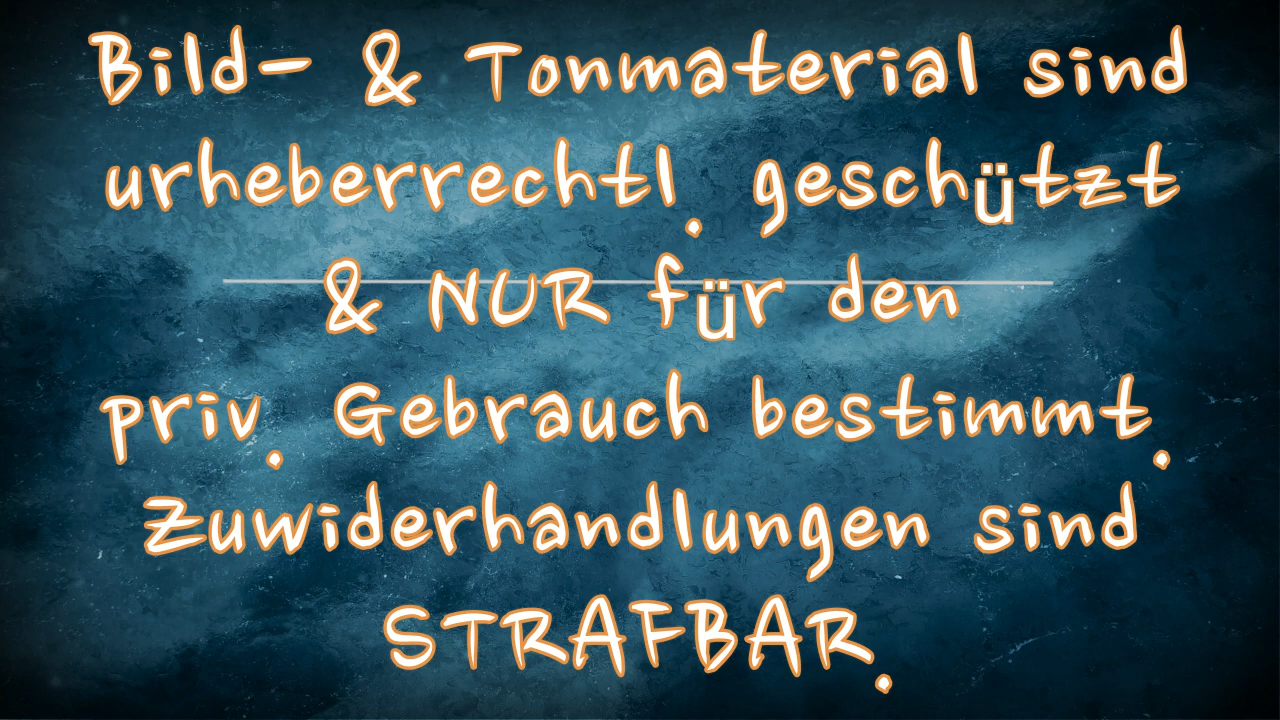 Bild- & Tonmaterial sind
urheberrechtl. geschützt
& NUR für den
priv. Gebrauch bestimmt.
Zuwiderhandlungen sind
STRAFBAR.